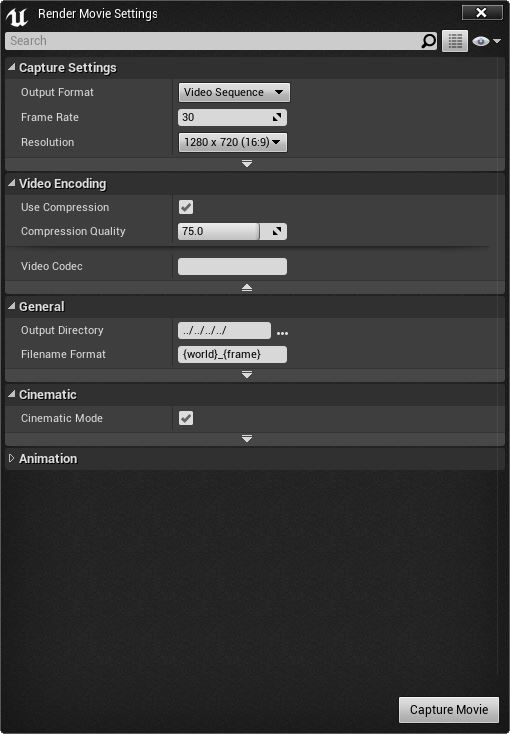 Render Movie Settings
Search
Capture Settings
Output Format Video Sequence
Frame Rate 30
Resolution 1280 x 720 (16:9)
Video Encoding
Use Compression
Compression Quality 75.0
Video Codec
General
Output Directory ../../../../ ...
Filename Format {world}_{frame}
Cinematic
Cinematic Mode
Animation
Capture Movie